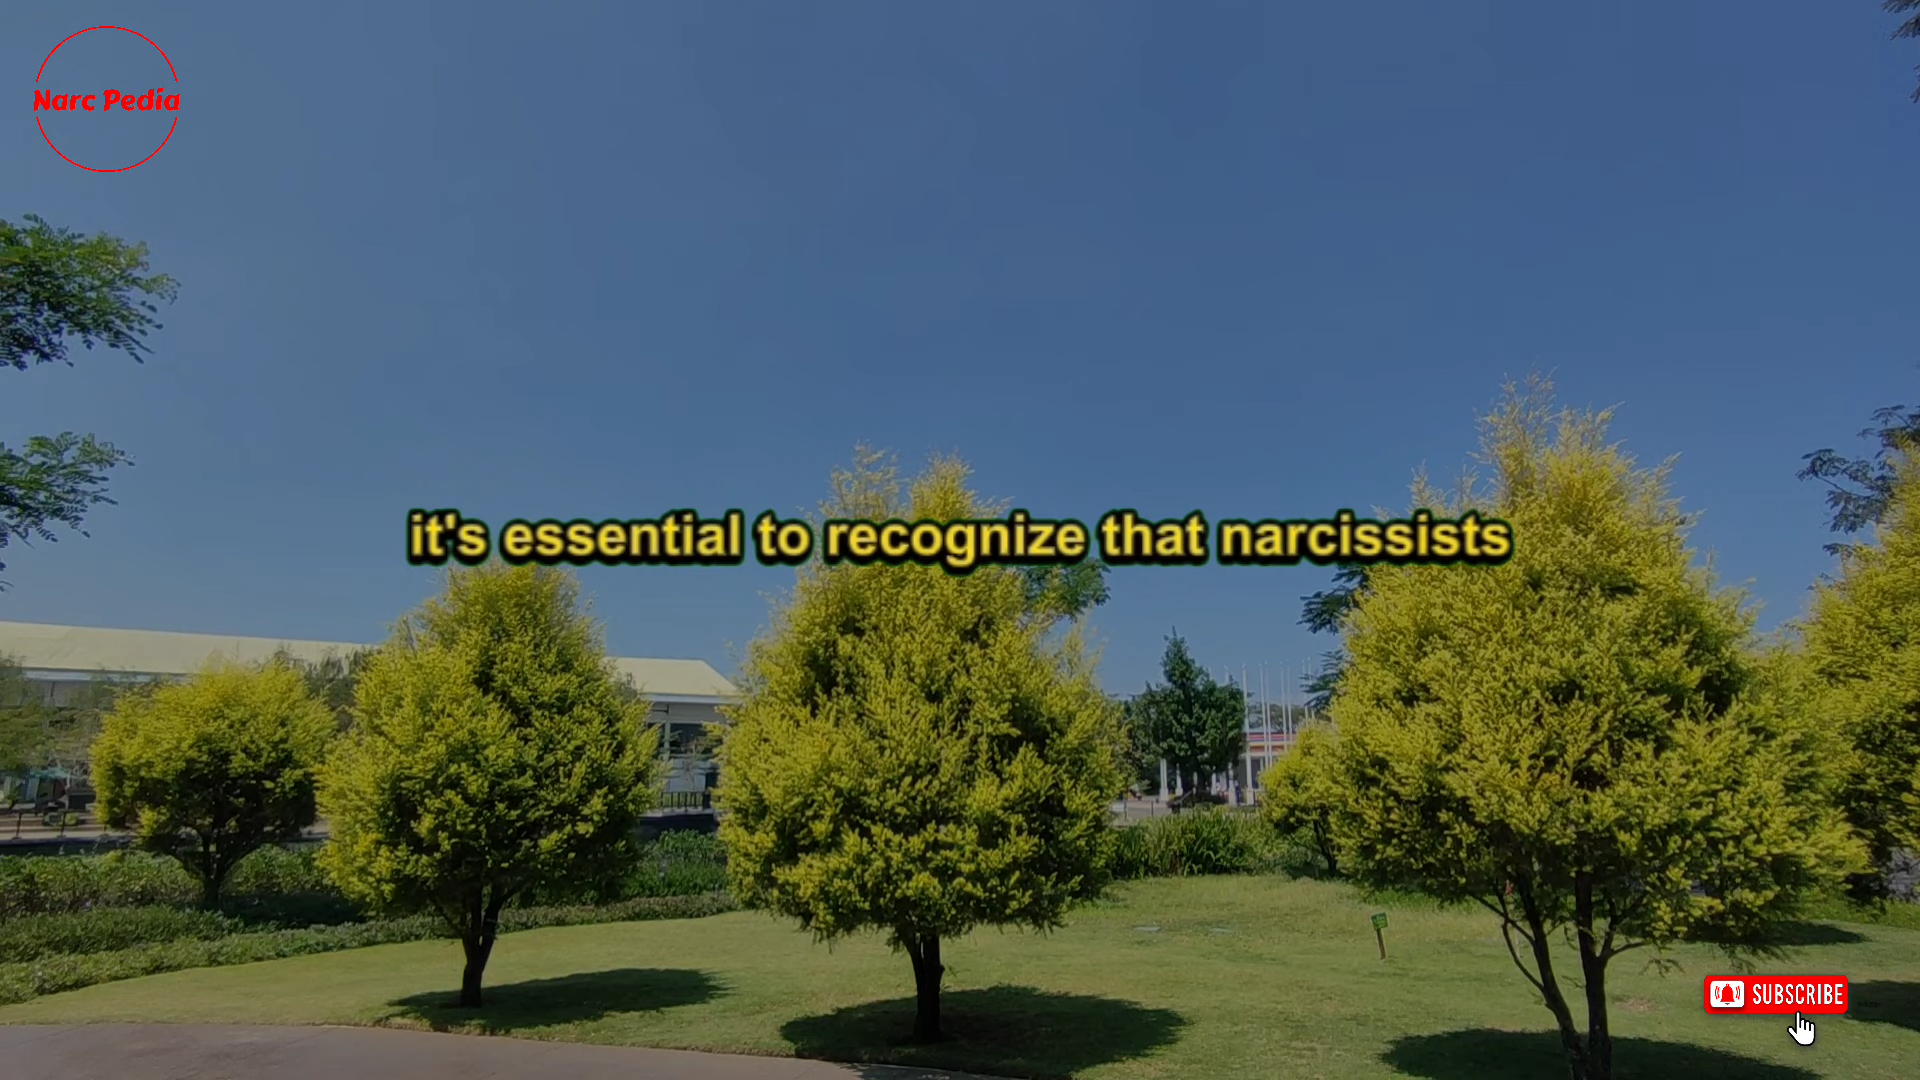 Narc Pedia
it's essential to recognize that narcissists
SUBSCRIBE